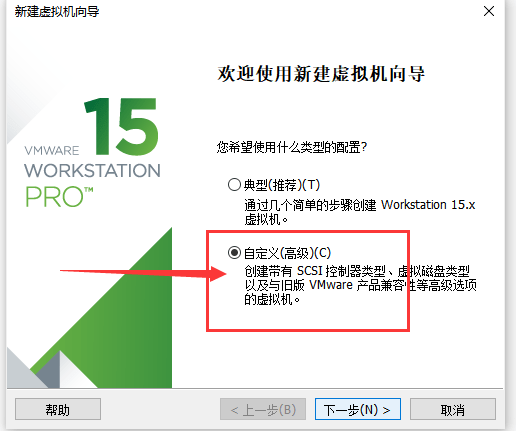 新建虚拟机向导
15
VMWARE
WORKSTATION
PRO™
欢迎使用新建虚拟机向导
您希望使用什么类型的配置?
典型(推荐)(T)
通过几个简单的步骤创建 Workstation 15.x
虚拟机。
自定义(高级)(C)
创建带有 SCSI 控制器类型、虚拟磁盘类型
以及与旧版 VMware 产品兼容性等高级选项
的虚拟机。
帮助
< 上一步(B)
下一步(N) >
取消